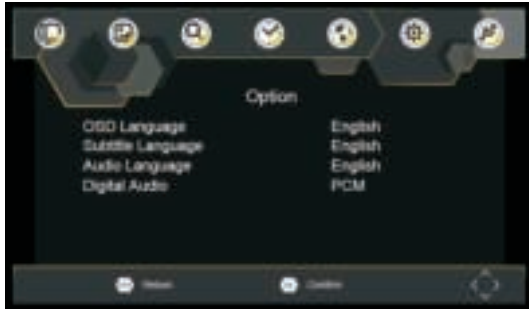 Option
OSD Language English
Subtitle Language English
Audio Language English
Digital Audio PCM
Confirm